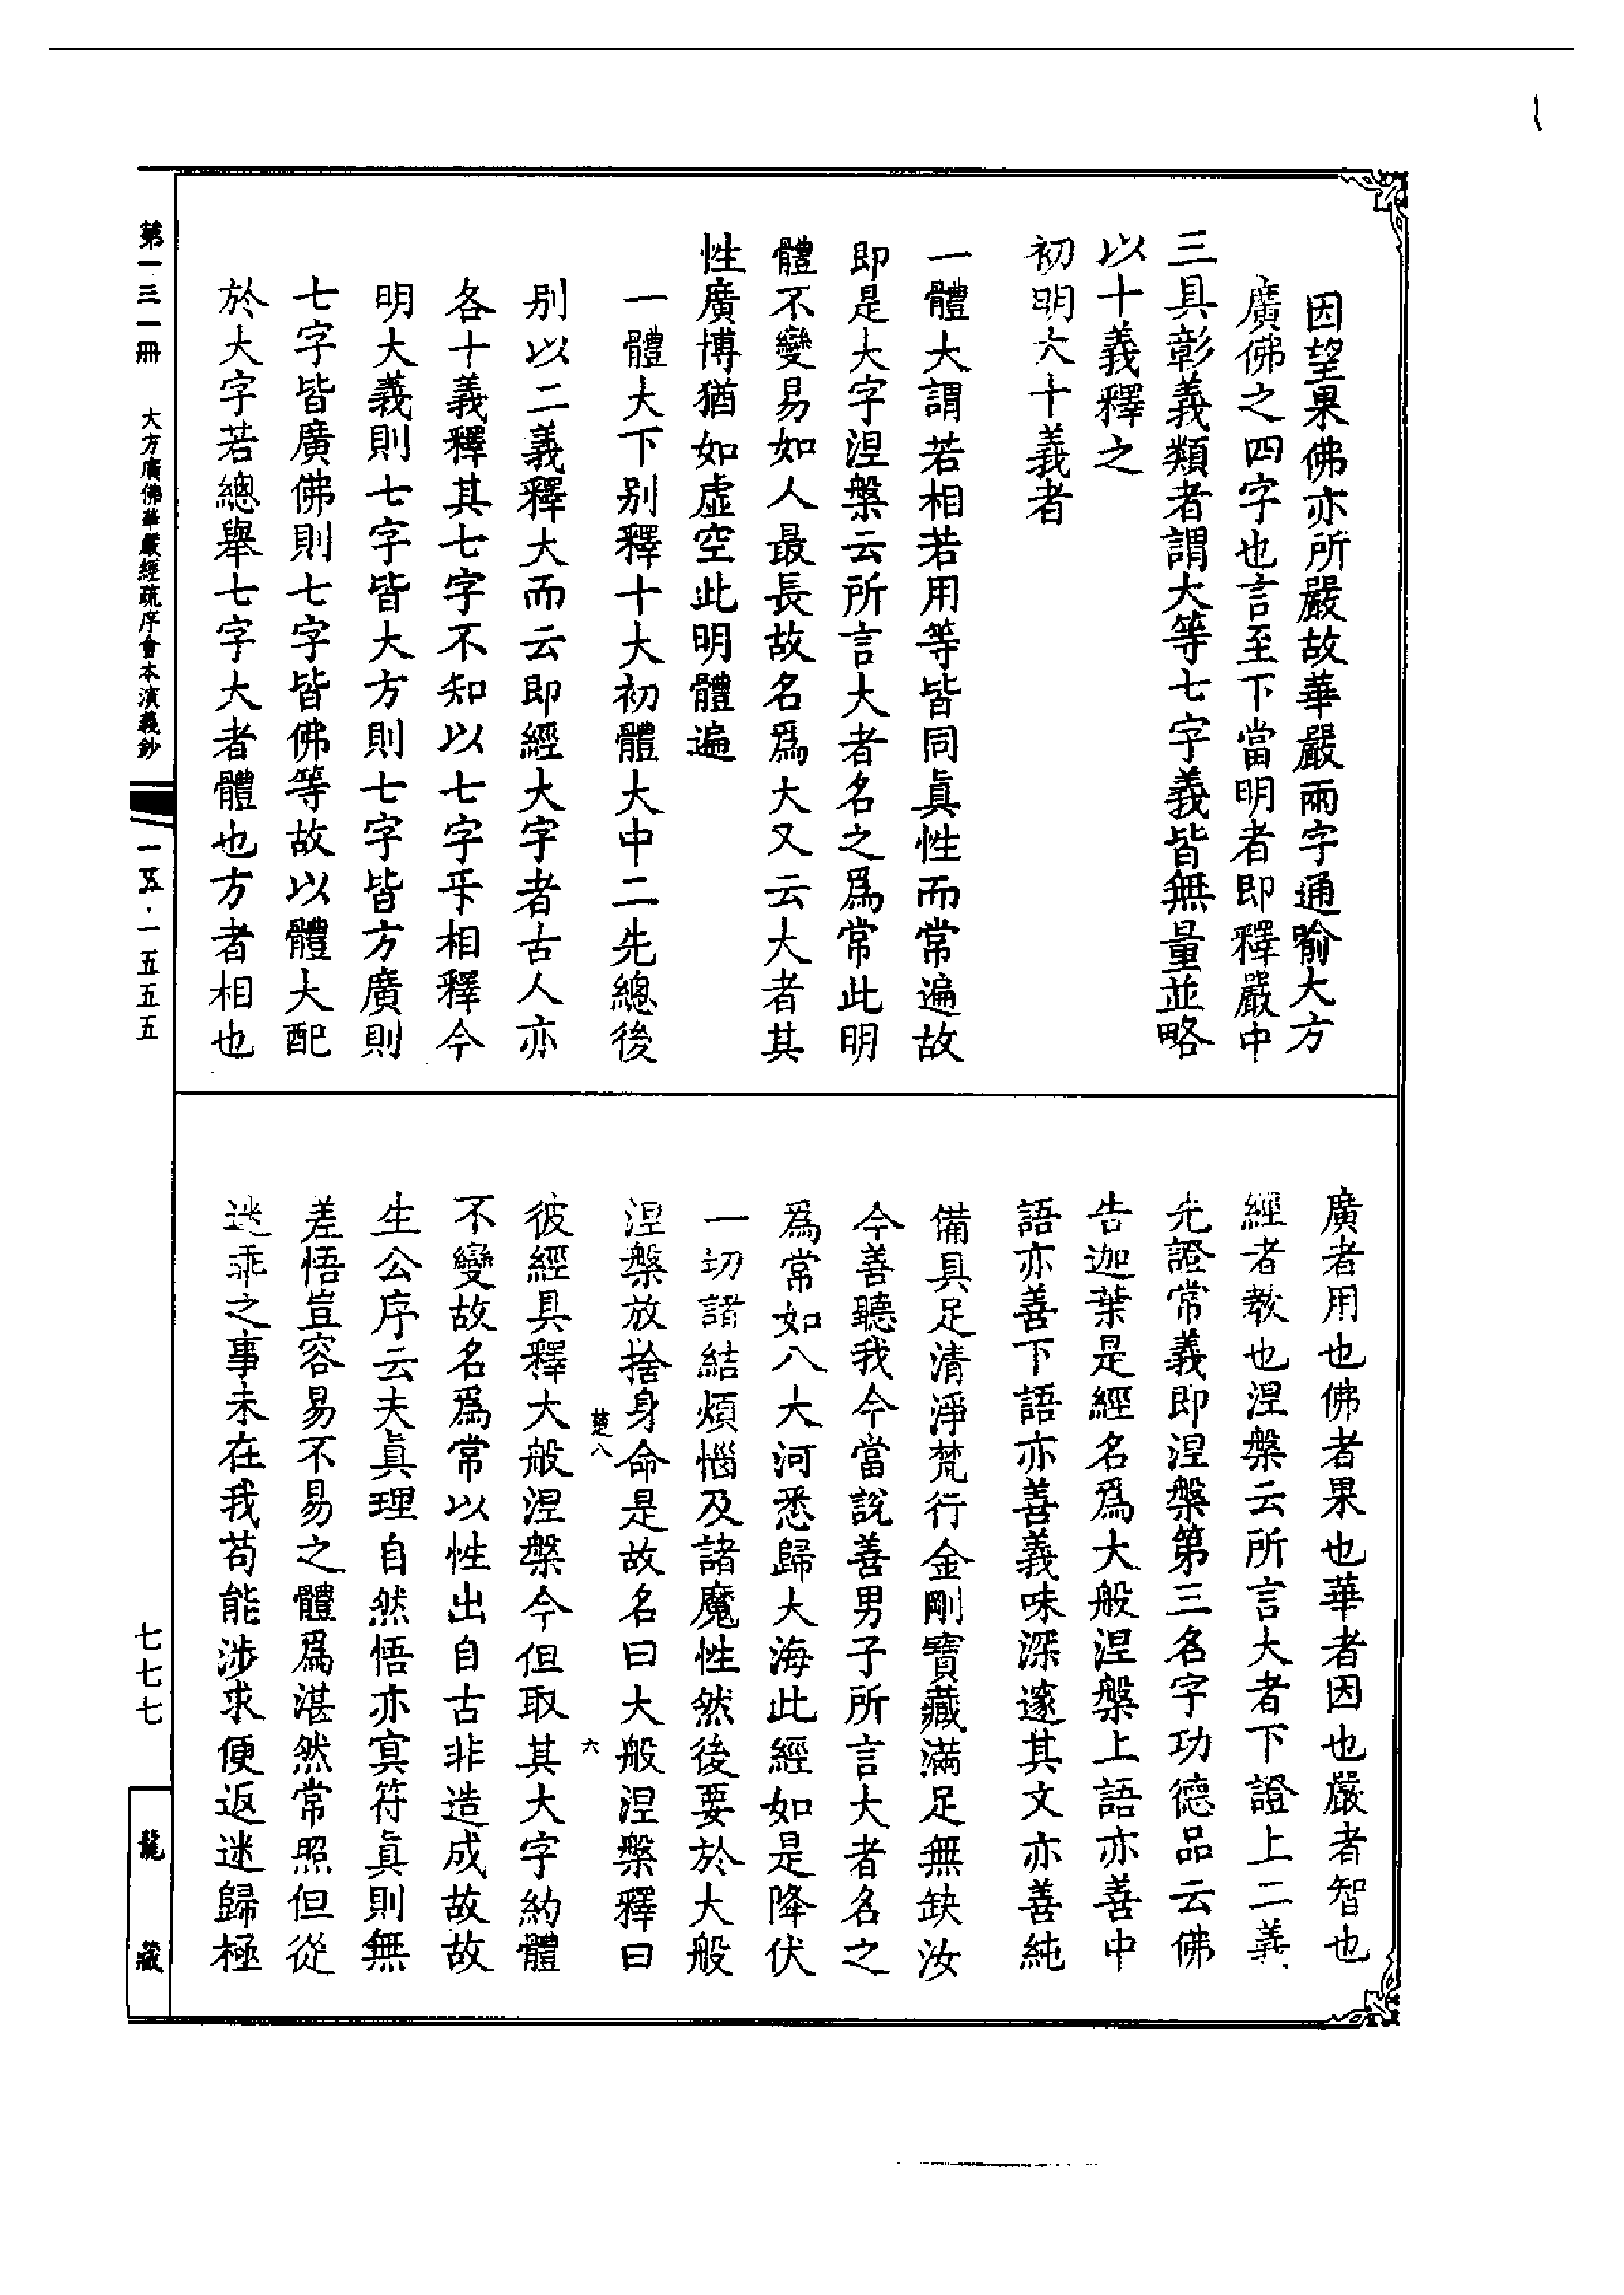 因望果佛亦所嚴故華嚴兩字通喻大方
廣佛之四字也言至下當明者即釋嚴中
三具彰義類者謂大等七字義皆無量並略
以十義釋之
初明六十義者
一體大謂若相若用等皆同眞性而常遍故
即是大字涅槃云所言大者名之爲常此明
體不變易如人最長故名爲大又云大者其
性廣博猶如虛空此明體遍
一體大下別釋十大初體大中二先總後
別以二義釋大而云即經大字者古人亦
各十義釋其七字不知以七字㸦相釋今
明大義則七字皆大方則七字皆方廣則
七字皆廣佛則七字皆佛等故以體大配
於大字若總舉七字大者體也方者相也
廣者用也佛者果也華者因也嚴者智也
經者教也涅槃云所言大者下證上二義
先證常義即涅槃第三名字功德品云佛
告迦葉是經名爲大般涅槃上語亦善中
語亦善下語亦善義味深邃其文亦善純
備具足清淨梵行金剛寶藏滿足無缺汝
今善聽我今當說善男子所言大者名之
爲常如八大河悉歸大海此經如是降伏
一切諸結煩惱及諸魔性然後要於大般
涅槃放捨身命是故名曰大般涅槃釋曰
楚八
六
彼經具釋大般涅槃今但取其大字約體
不變故名爲常以性出自古非造成故故
生公序云夫眞理自然悟亦冥符眞則無
差悟豈容易不易之體爲湛然常照但從
迷乖之事未在我苟能涉求便返迷歸極
第一三一冊 大方廣佛華嚴經疏序會本演義鈔 一五·一五五五
七七七
龍藏